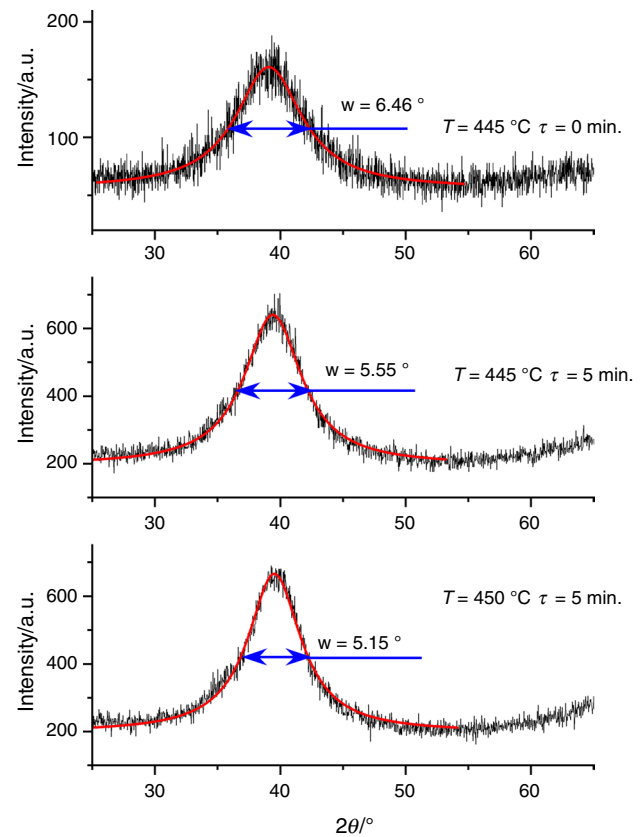 200
Intensity/a.u.
100
w = 6.46 °
T = 445 °C τ = 0 min.
30 40 50 60
600
Intensity/a.u.
400
200
w = 5.55 °
T = 445 °C τ = 5 min.
30 40 50 60
600
Intensity/a.u.
400
200
T = 450 °C τ = 5 min.
w = 5.15 °
30 40 50 60
2θ/°